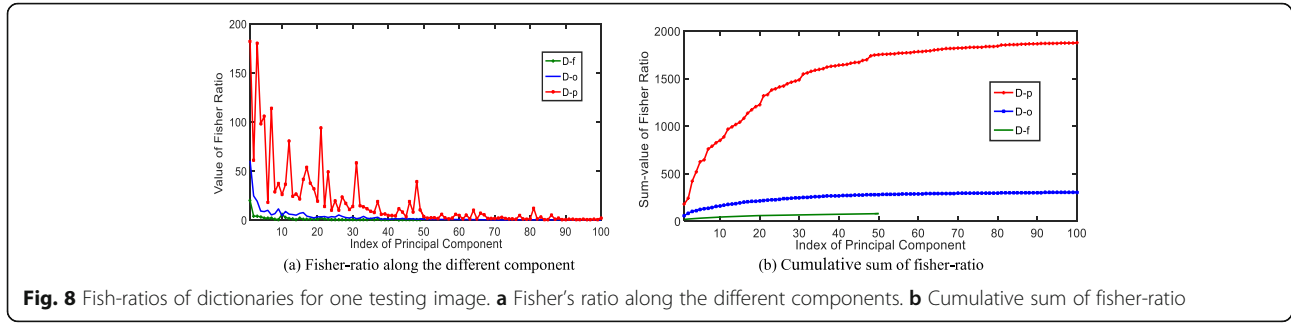 200
150
100
50
10 20 30 40 50 60 70 80 90 100
Value of Fisher Ratio
Index of Principal Component
D-f
D-o
D-p
(a) Fisher-ratio along the different component
2000
1500
1000
500
0
10 20 30 40 50 60 70 80 90 100
Sum-value of Fisher Ratio
Index of Principal Component
D-p
D-o
D-f
(b) Cumulative sum of fisher-ratio
Fig. 8 Fish-ratios of dictionaries for one testing image. a Fisher's ratio along the different components. b Cumulative sum of fisher-ratio